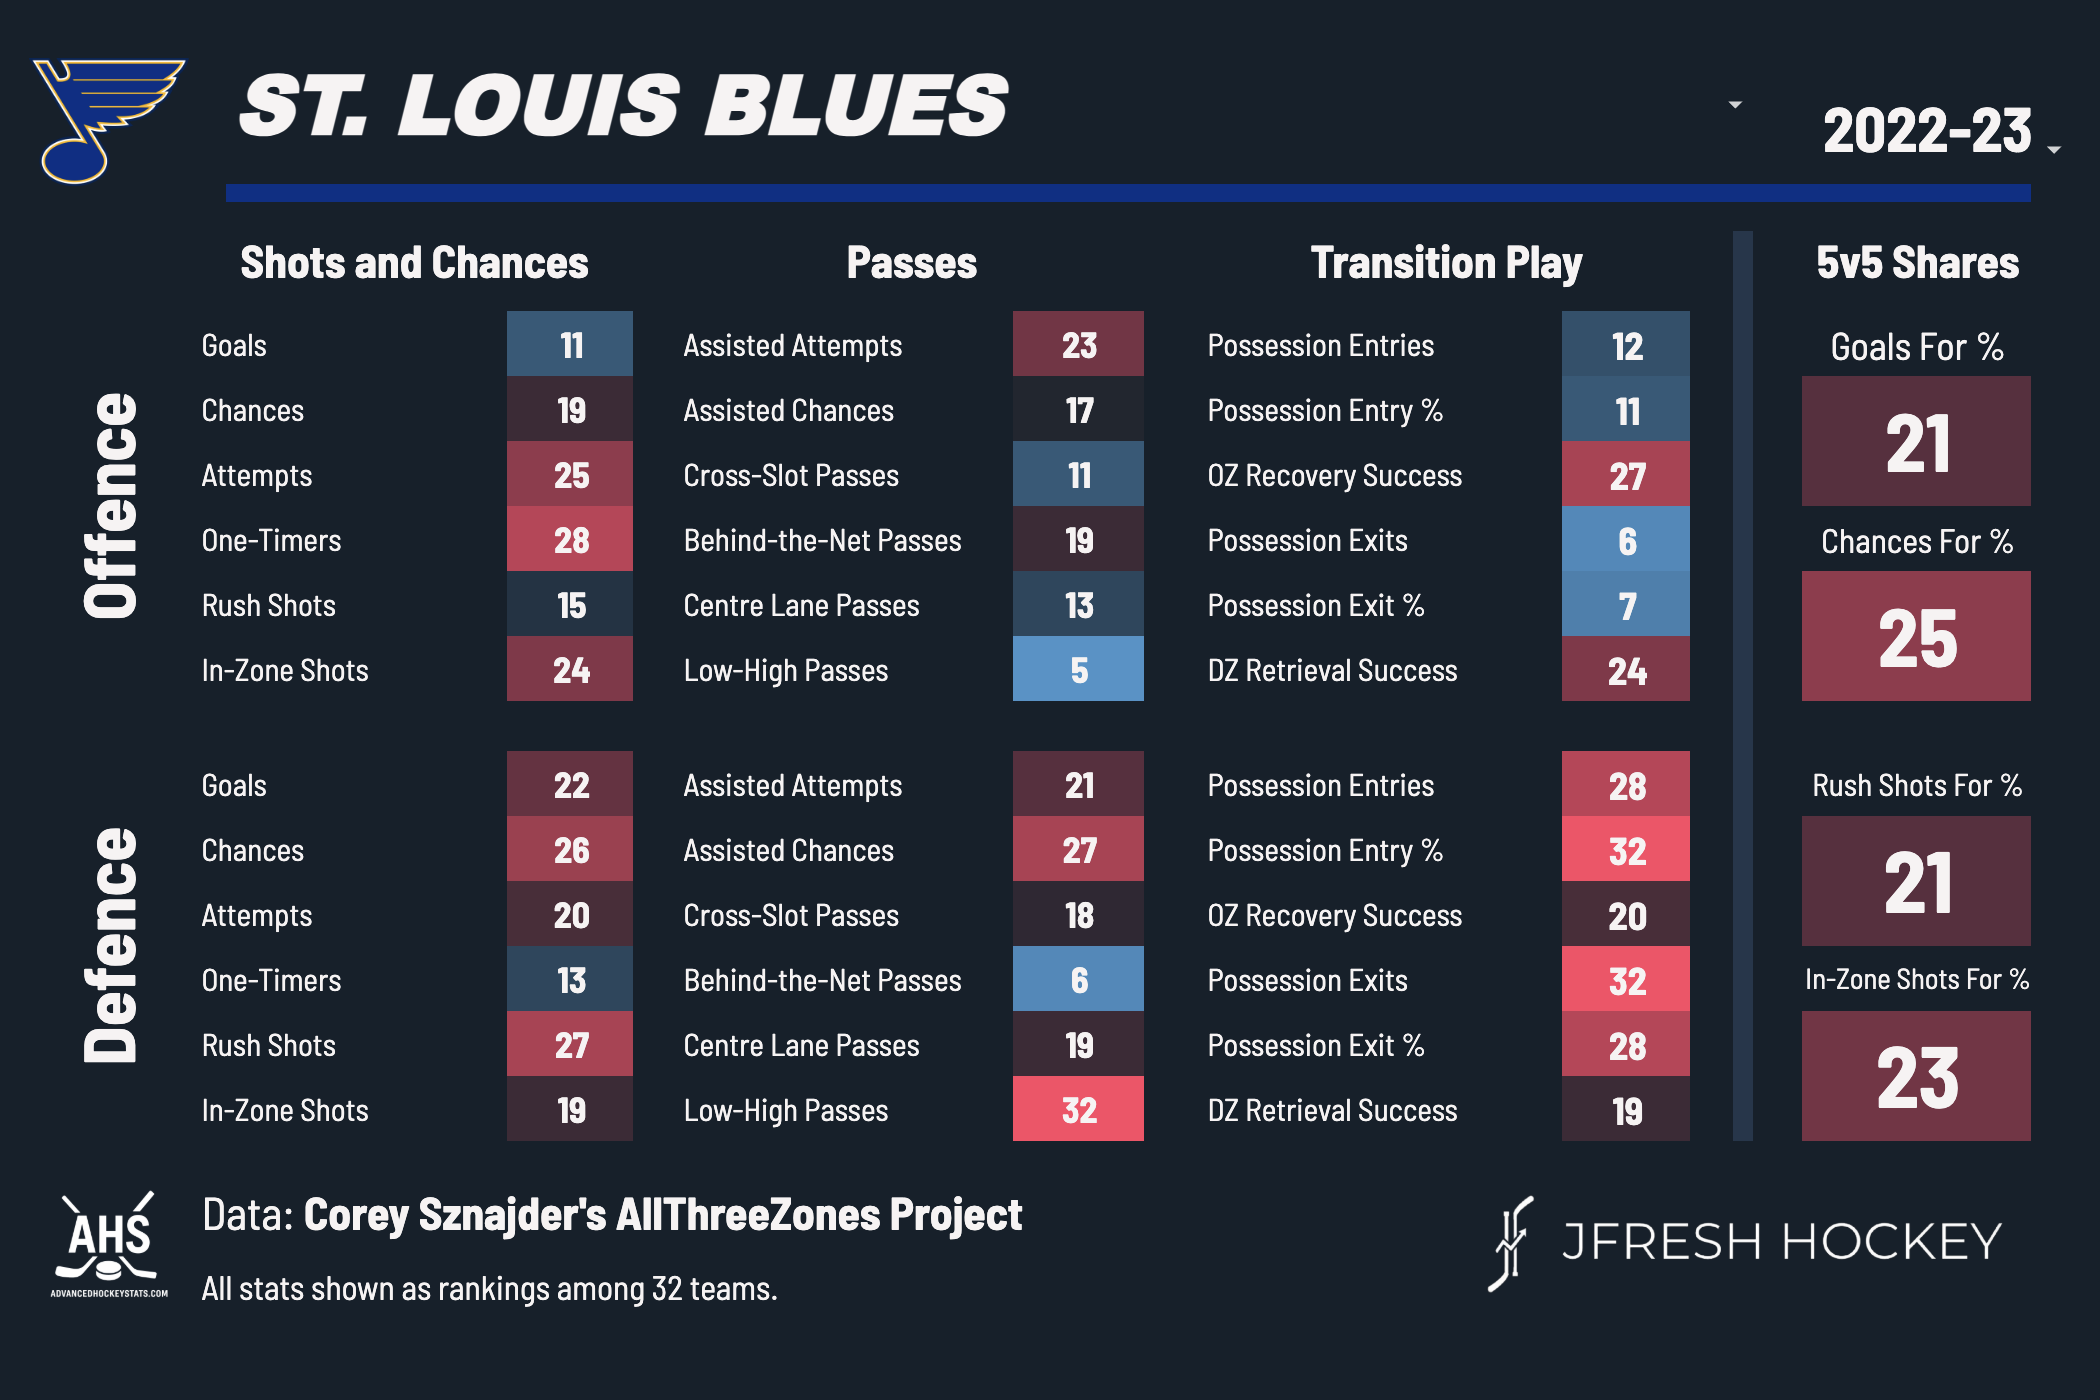 ST. LOUIS BLUES
2022-23
Shots and Chances
Passes
Transition Play
5v5 Shares
Offence
Goals 11
Chances 19
Attempts 25
One-Timers 28
Rush Shots 15
In-Zone Shots 24
Assisted Attempts 23
Assisted Chances 17
Cross-Slot Passes 11
Behind-the-Net Passes 19
Centre Lane Passes 13
Low-High Passes 5
Possession Entries 12
Possession Entry % 11
OZ Recovery Success 27
Possession Exits 6
Possession Exit % 7
DZ Retrieval Success 24
Goals For %
21
Chances For %
25
Defence
Goals 22
Chances 26
Attempts 20
One-Timers 13
Rush Shots 27
In-Zone Shots 19
Assisted Attempts 21
Assisted Chances 27
Cross-Slot Passes 18
Behind-the-Net Passes 6
Centre Lane Passes 19
Low-High Passes 32
Possession Entries 28
Possession Entry % 32
OZ Recovery Success 20
Possession Exits 32
Possession Exit % 28
DZ Retrieval Success 19
Rush Shots For %
21
In-Zone Shots For %
23
AHS
ADVANCEDHOCKEYSTATS.COM
Data: Corey Sznajder's AllThreeZones Project
All stats shown as rankings among 32 teams.
JFRESH HOCKEY